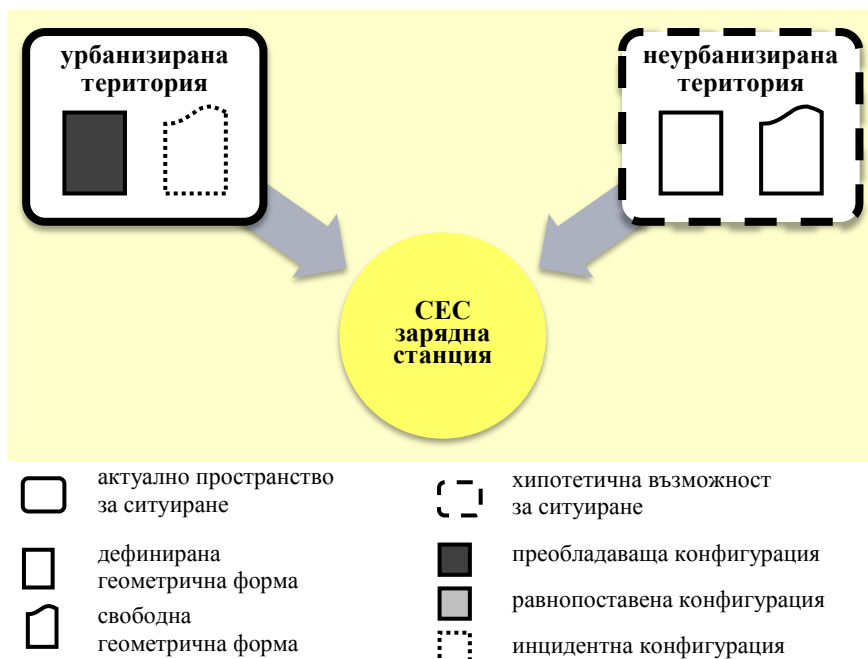 урбанизирана
територия
неурбанизирана
територия
СЕС
зарядна
станция
актуално пространство
за ситуиране
хипотетична възможност
за ситуиране
дефинирана
геометрична форма
преобладаваща конфигурация
равнопоставена конфигурация
свободна
геометрична форма
инцидентна конфигурация